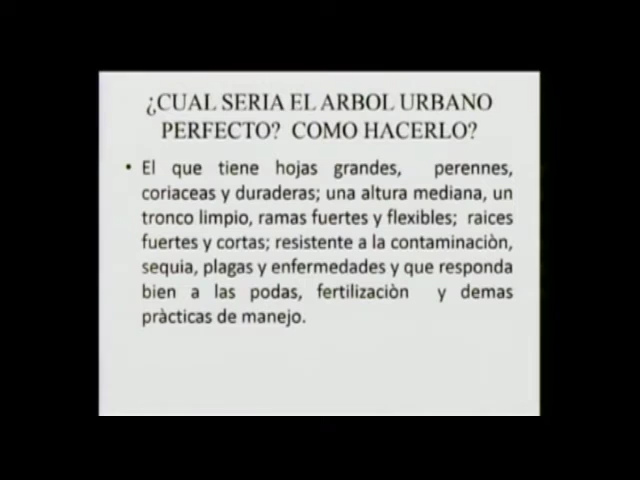 ¿CUAL SERIA EL ARBOL URBANO
PERFECTO? COMO HACERLO?
• El que tiene hojas grandes, perennes,
coriaceas y duraderas; una altura mediana, un
tronco limpio, ramas fuertes y flexibles; raices
fuertes y cortas; resistente a la contaminaciòn,
sequia, plagas y enfermedades y que responda
bien a las podas, fertilizaciòn y demas
pràcticas de manejo.